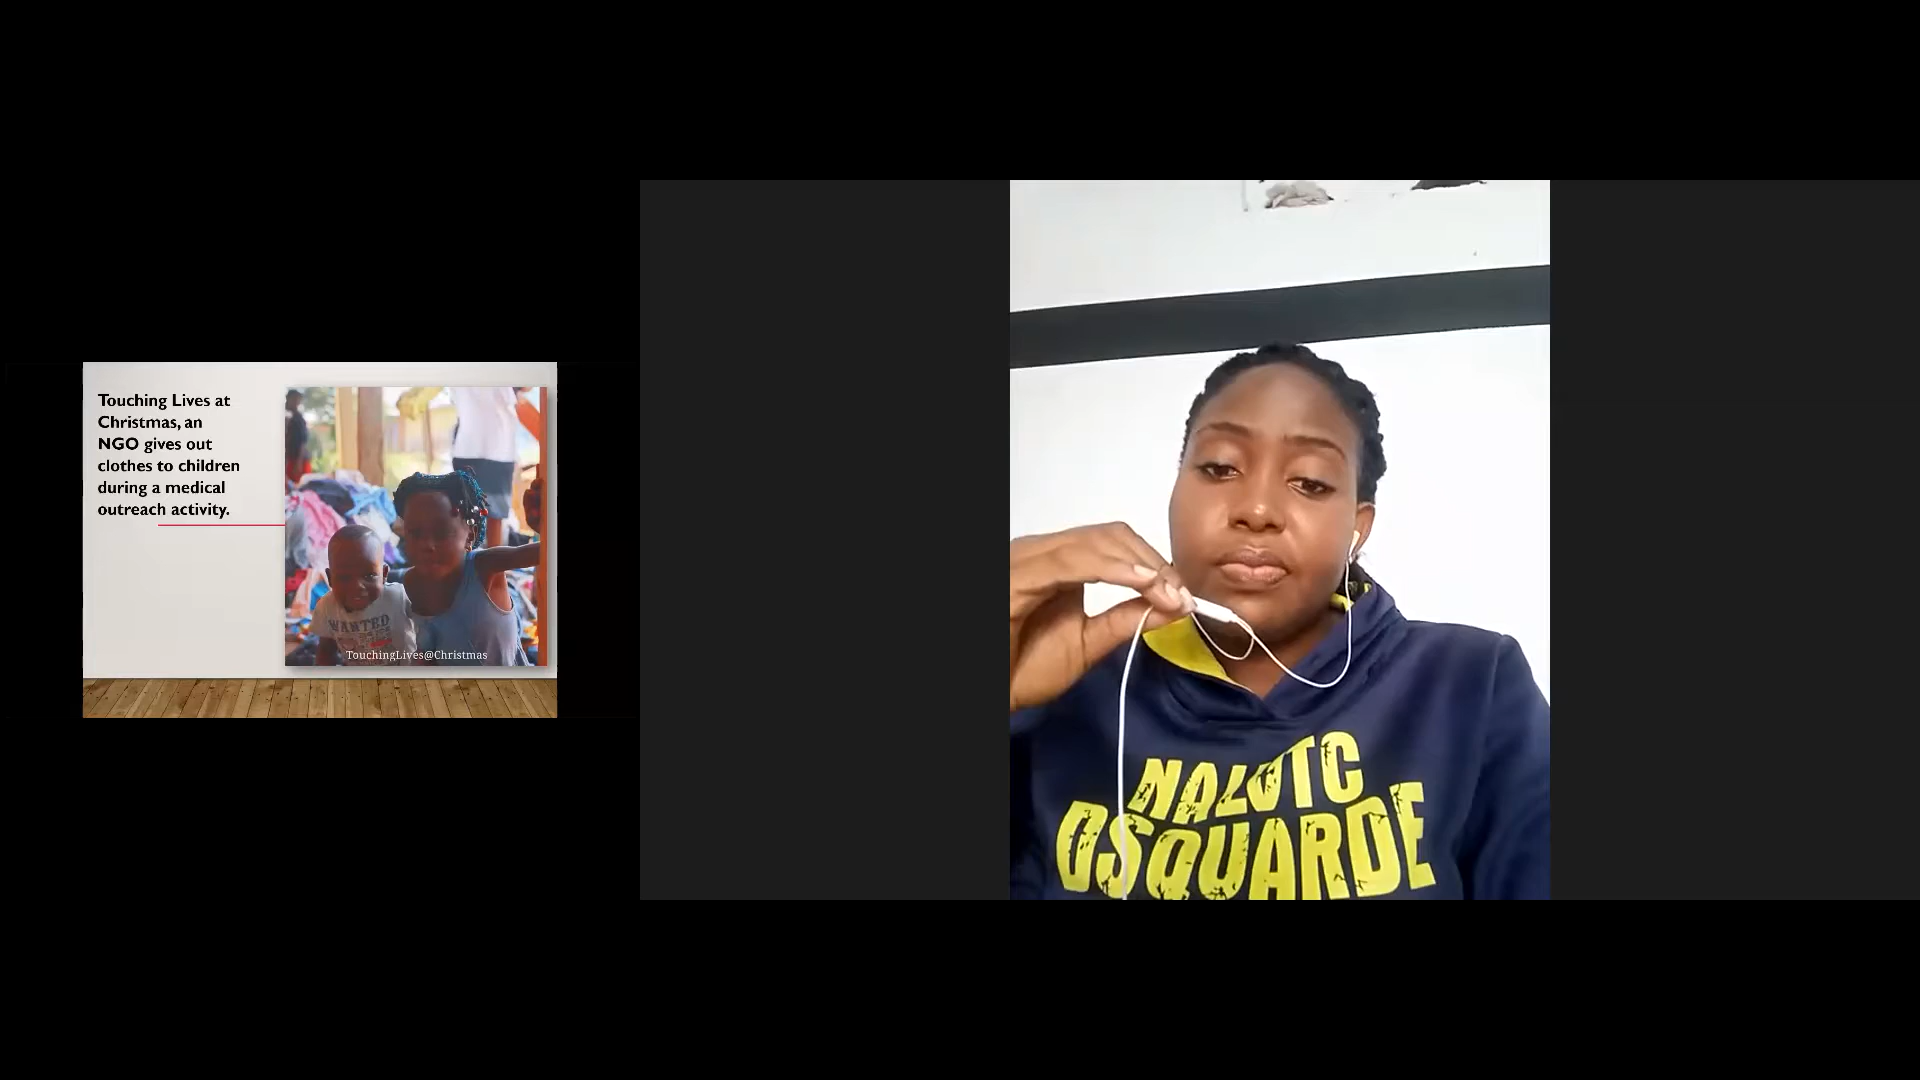 Touching Lives at
Christmas, an
NGO gives out
clothes to children
during a medical
outreach activity.
WANTED
TouchingLives@Christmas
NALUTC
OSQUARDE